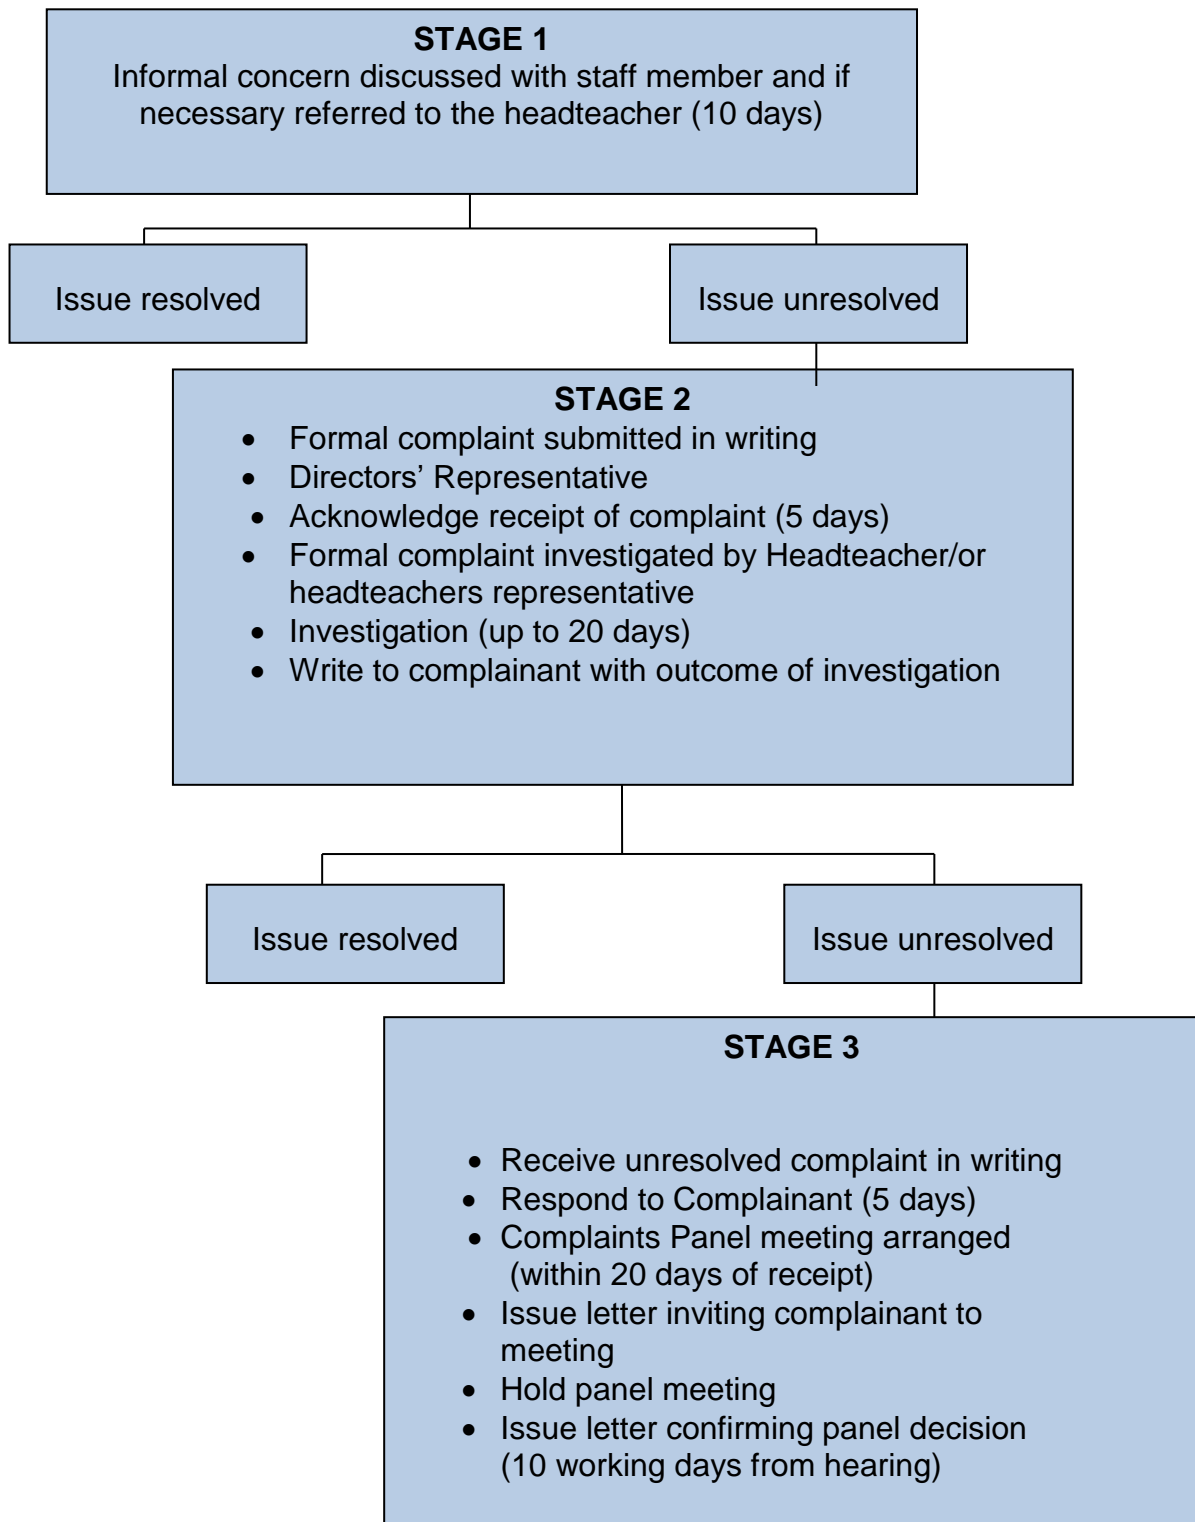 STAGE 1
Informal concern discussed with staff member and if
necessary referred to the headteacher (10 days)
Issue resolved
Issue unresolved
STAGE 2
• Formal complaint submitted in writing
• Directors’ Representative
• Acknowledge receipt of complaint (5 days)
• Formal complaint investigated by Headteacher/or
headteachers representative
• Investigation (up to 20 days)
• Write to complainant with outcome of investigation
Issue resolved
Issue unresolved
STAGE 3
• Receive unresolved complaint in writing
• Respond to Complainant (5 days)
• Complaints Panel meeting arranged
(within 20 days of receipt)
• Issue letter inviting complainant to
meeting
• Hold panel meeting
• Issue letter confirming panel decision
(10 working days from hearing)